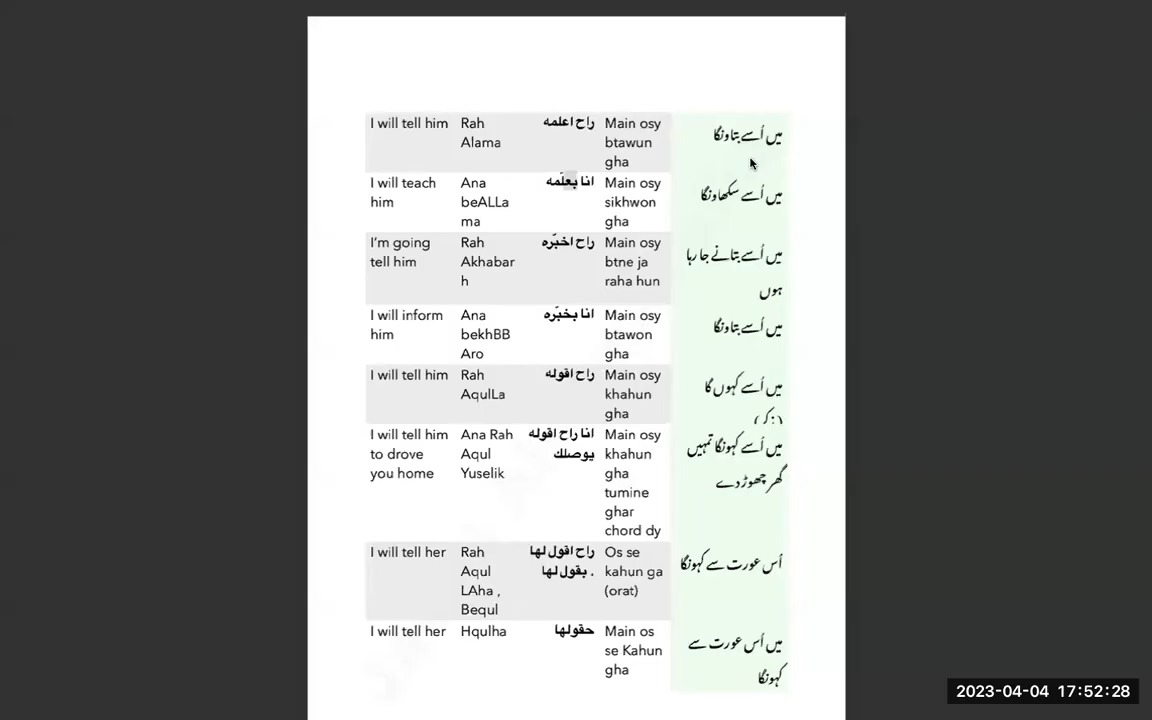 I will tell him
Rah
Alama
راح اعلمه
Main osy
btawun
gha
میں اُسے بتاونگا
I will teach
him
Ana
beALLa
ma
انا بعلّمه
Main osy
sikhwon
gha
میں اُسے سکھاونگا
I'm going
tell him
Rah
Akhabar
h
راح اخبّره
Main osy
btne ja
raha hun
میں اُسے بتانے جا رہا
ہوں
I will inform
him
Ana
bekhBB
Aro
انا بخبّره
Main osy
btawon
gha
میں اُسے بتاونگا
I will tell him
Rah
AqulLa
راح اقوله
Main osy
khahun
gha
میں اُسے کہوں گا
I will tell him
to drove
you home
Ana Rah
Aqul
Yuselik
انا راح اقوله
يوصلك
Main osy
khahun
gha
tumine
ghar
chord dy
میں اُسے کہونگا تمہیں
گھر چھوڑ دے
I will tell her
Rah
Aqul
LAha ,
Bequl
راح اقول لها
. بقول لها
Os se
kahun ga
(orat)
اُس عورت سے کہونگا
I will tell her
Hqulha
حقولها
Main os
se Kahun
gha
میں اُس عورت سے
کہونگا
2023-04-04 17:52:28